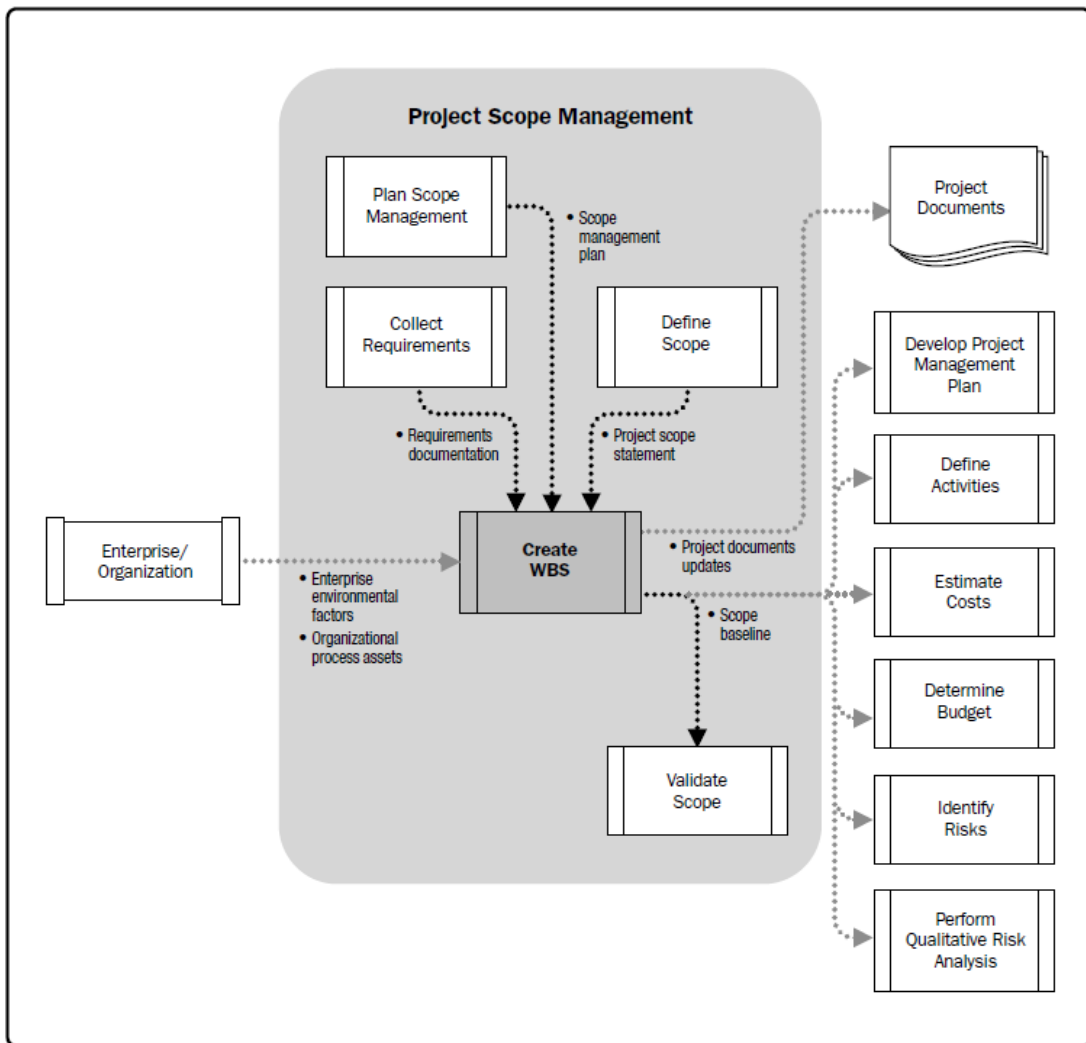 Project Scope Management
Plan Scope
Management
• Scope
management
plan
Project
Documents
Collect
Requirements
Define
Scope
Develop Project
Management
Plan
• Requirements
documentation
• Project scope
statement
Define
Activities
Enterprise/
Organization
• Enterprise
environmental
factors
• Organizational
process assets
Create
WBS
• Project documents
updates
• Scope
baseline
Estimate
Costs
Determine
Budget
Validate
Scope
Identify
Risks
Perform
Qualitative Risk
Analysis